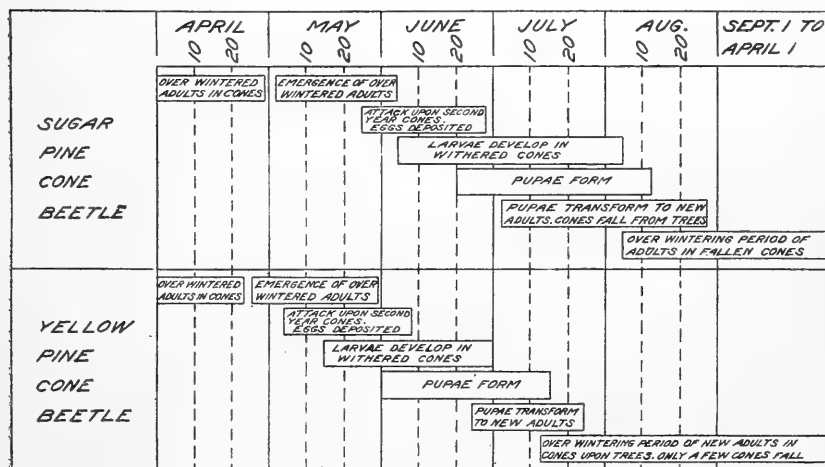 APRIL MAY JUNE JULY AUG. SEPT. 1 TO
APRIL 1
10 20 10 20 10 20 10 20 10 20
OVER WINTERED
ADULTS IN CONES
EMERGENCE OF OVER
WINTERED ADULTS
ATTACK UPON SECOND
YEAR CONES.
EGGS DEPOSITED
SUGAR
PINE
CONE
BEETLE
LARVAE DEVELOP IN
WITHERED CONES
PUPAE FORM
PUPAE TRANSFORM TO NEW
ADULTS. CONES FALL FROM TREES
OVER WINTERING PERIOD OF
ADULTS IN FALLEN CONES
OVER WINTERED
ADULTS IN CONES
EMERGENCE OF OVER
WINTERED ADULTS
ATTACK UPON SECOND
YEAR CONES.
EGGS DEPOSITED
YELLOW
PINE
CONE
BEETLE
LARVAE DEVELOP IN
WITHERED CONES
PUPAE FORM
PUPAE TRANSFORM
TO NEW ADULTS
OVER WINTERING PERIOD OF NEW ADULTS IN
CONES UPON TREES. ONLY A FEW CONES FALL